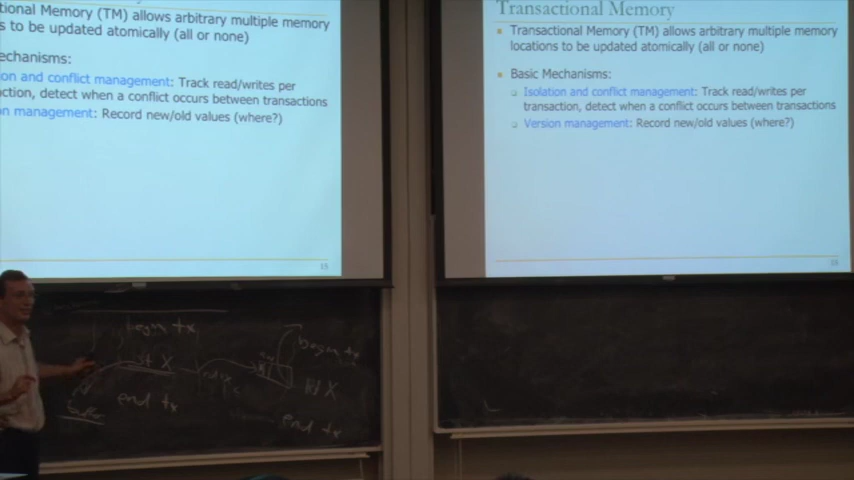 tional Memory (TM) allows arbitrary multiple memory
s to be updated atomically (all or none)
echanisms:
on and conflict management: Track read/writes per
ction, detect when a conflict occurs between transactions
n management: Record new/old values (where?)
15
Transactional Memory
Transactional Memory (TM) allows arbitrary multiple memory
locations to be updated atomically (all or none)
Basic Mechanisms:
Isolation and conflict management: Track read/writes per
transaction, detect when a conflict occurs between transactions
Version management: Record new/old values (where?)
begin tx
st X
end tx
begin tx
ld X
end tx